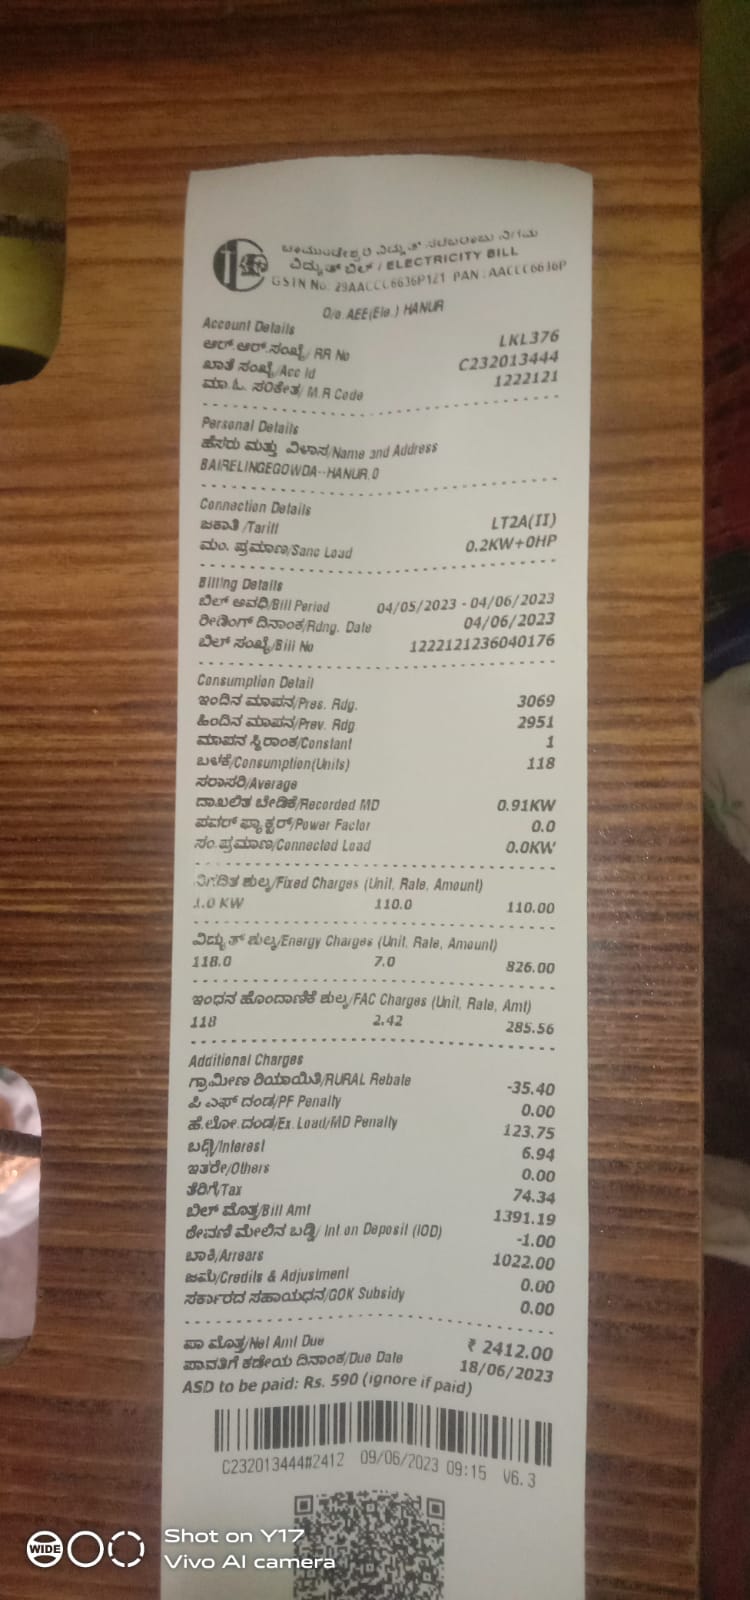 ಚಾಮುಂಡೇಶ್ವರಿ ವಿದ್ಯುತ್ ಸರಬರಾಜು ನಿಗಮ
ವಿದ್ಯುತ್ ಬಿಲ್ / ELECTRICITY BILL
GSTN No: 29AACCC6636P1Z1 PAN : AACCC6636P
O/o AEE(Ele.) HANUR
Account Details
ಆರ್.ಆರ್.ಸಂಖ್ಯೆ/ RR No LKL376
ಖಾತೆ ಸಂಖ್ಯೆ/Acc Id C232013444
ಮಾ.ಓ. ಸಂಕೇತ/ M.R Code 1222121
Personal Details
ಹೆಸರು ಮತ್ತು ವಿಳಾಸ/Name and Address
BAIRELINGEGOWDA--HANUR,0
Connection Details
ಜಕಾತಿ /Tariff LT2A(II)
ಮಂ. ಪ್ರಮಾಣ/Sanc Load 0.2KW+0HP
Billing Details
ಬಿಲ್ ಅವಧಿ/Bill Period 04/05/2023 - 04/06/2023
ರೀಡಿಂಗ್ ದಿನಾಂಕ/Rdng. Date 04/06/2023
ಬಿಲ್ ಸಂಖ್ಯೆ/Bill No 1222121236040176
Consumption Detail
ಇಂದಿನ ಮಾಪನ/Pres. Rdg. 3069
ಹಿಂದಿನ ಮಾಪನ/Prev. Rdg 2951
ಮಾಪನ ಸ್ಥಿರಾಂಕ/Constant 1
ಬಳಕೆ/Consumption(Units) 118
ಸರಾಸರಿ/Average
ದಾಖಲಿತ ಬೇಡಿಕೆ/Recorded MD 0.91KW
ಪವರ್ ಫ್ಯಾಕ್ಟರ್/Power Factor 0.0
ಸಂ.ಪ್ರಮಾಣ/Connected Load 0.0KW
ನಿಗದಿತ ಶುಲ್ಕ/Fixed Charges (Unit, Rate, Amount)
1.0 KW 110.0 110.00
ವಿದ್ಯುತ್ ಶುಲ್ಕ/Energy Charges (Unit, Rate, Amount)
118.0 7.0 826.00
ಇಂಧನ ಹೊಂದಾಣಿಕೆ ಶುಲ್ಕ/FAC Charges (Unit, Rate, Amt)
118 2.42 285.56
Additional Charges
ಗ್ರಾಮೀಣ ರಿಯಾಯಿತಿ/RURAL Rebate -35.40
ಪಿ ಎಫ್ ದಂಡ/PF Penalty 0.00
ಹೆ.ಲೋ.ದಂಡ/Ex.Load/MD Penalty 123.75
ಬಡ್ಡಿ/Interest 6.94
ಇತರೇ/Others 0.00
ತೆರಿಗೆ/Tax 74.34
ಬಿಲ್ ಮೊತ್ತ/Bill Amt 1391.19
ಠೇವಣಿ ಮೇಲಿನ ಬಡ್ಡಿ/ Int on Deposit (IOD) -1.00
ಬಾಕಿ/Arrears 1022.00
ಜಮೆ/Credits & Adjustment 0.00
ಸರ್ಕಾರದ ಸಹಾಯಧನ/GOK Subsidy 0.00
ಪಾ ಮೊತ್ತ/Net Amt Due ₹ 2412.00
ಪಾವತಿಗೆ ಕಡೇಯ ದಿನಾಂಕ/Due Date 18/06/2023
ASD to be paid: Rs. 590 (ignore if paid)
C232013444#2412 09/06/2023 09:15 V6.3
WIDE
Shot on Y17
Vivo AI camera